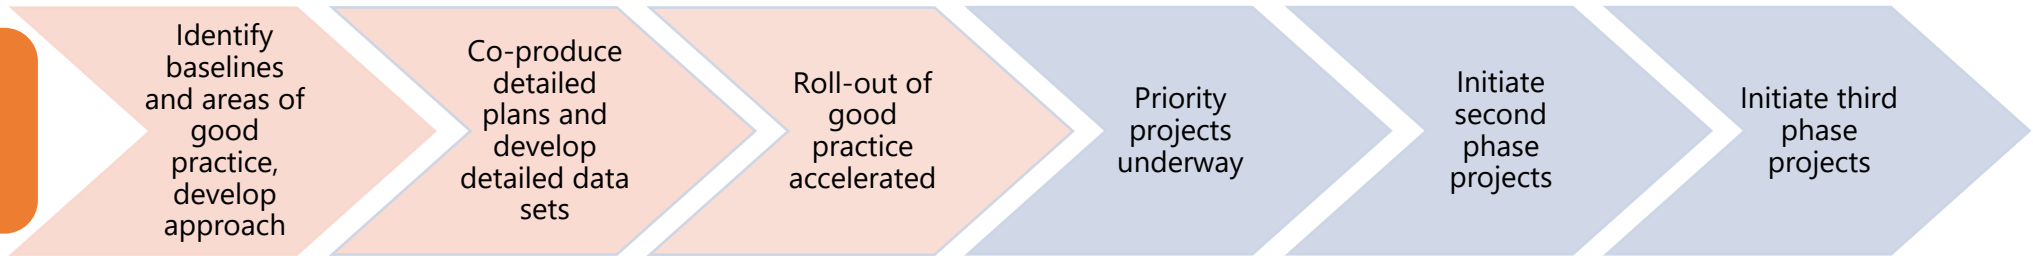 Identify
baselines
and areas of
good
practice,
develop
approach
Co-produce
detailed
plans and
develop
detailed data
sets
Roll-out of
good
practice
accelerated
Priority
projects
underway
Initiate
second
phase
projects
Initiate third
phase
projects